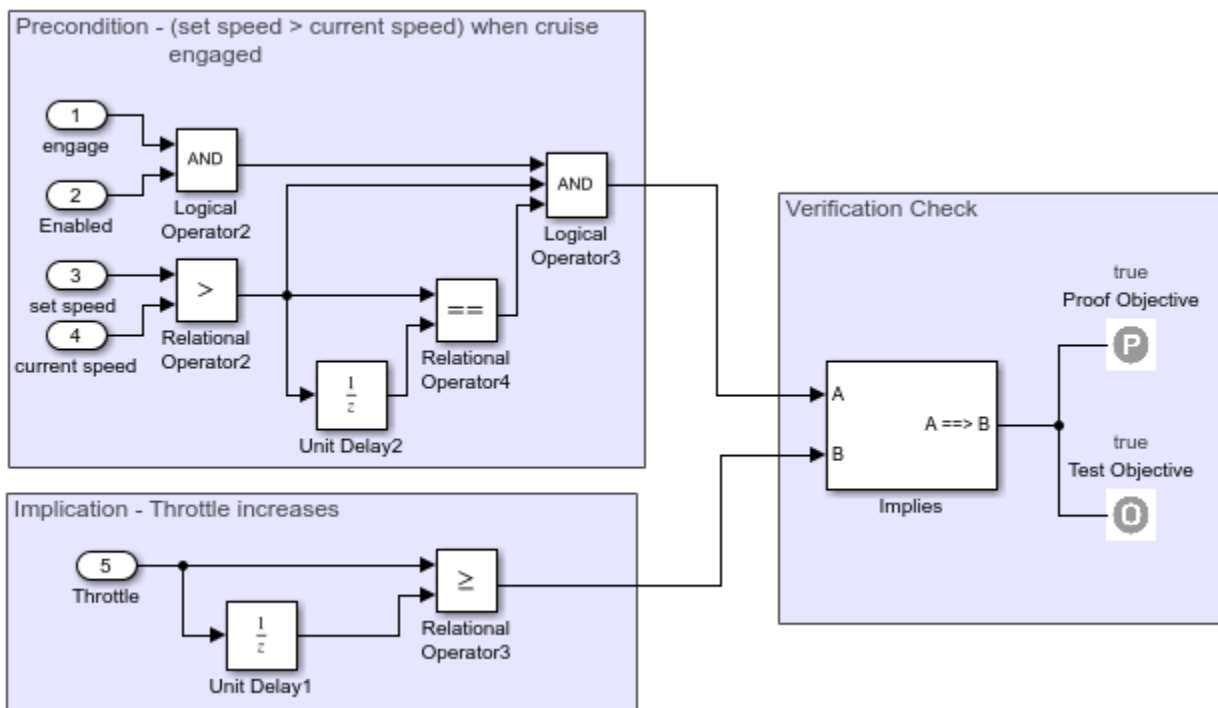 Precondition - (set speed > current speed) when cruise
engaged
1
engage
AND
2
Enabled
Logical
Operator2
AND
Logical
Operator3
3
set speed
>
4
current speed
Relational
Operator2
==
Relational
Operator4
1
z
Unit Delay2
Implication - Throttle increases
5
Throttle
≥
Relational
Operator3
1
z
Unit Delay1
Verification Check
true
Proof Objective
P
A
A ==> B
B
Implies
true
Test Objective
O